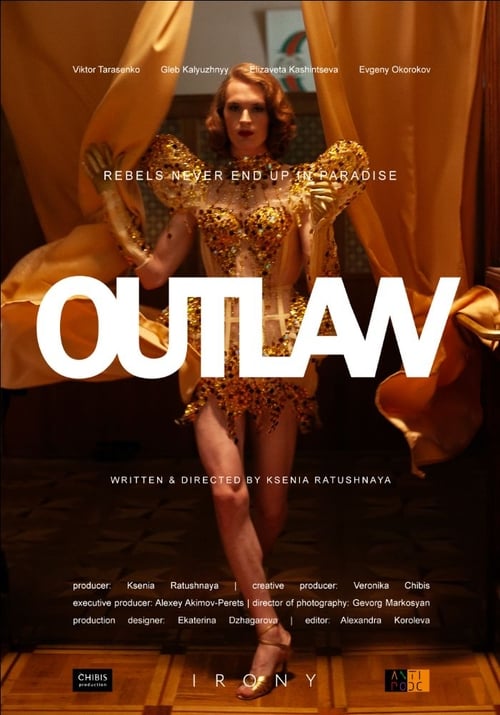 Viktor Tarasenko Gleb Kalyuzhnyy Elizaveta Kashintseva Evgeny Okorokov
REBELS NEVER END UP IN PARADISE
OUTLAW
WRITTEN & DIRECTED BY KSENIA RATUSHNAYA
producer: Ksenia Ratushnaya | creative producer: Veronika Chibis
executive producer: Alexey Akimov-Perets | director of photography: Gevorg Markosyan
production designer: Ekaterina Dzhagarova | editor: Alexandra Koroleva
CHIBIS
production
IRONY
ANTI
PODE